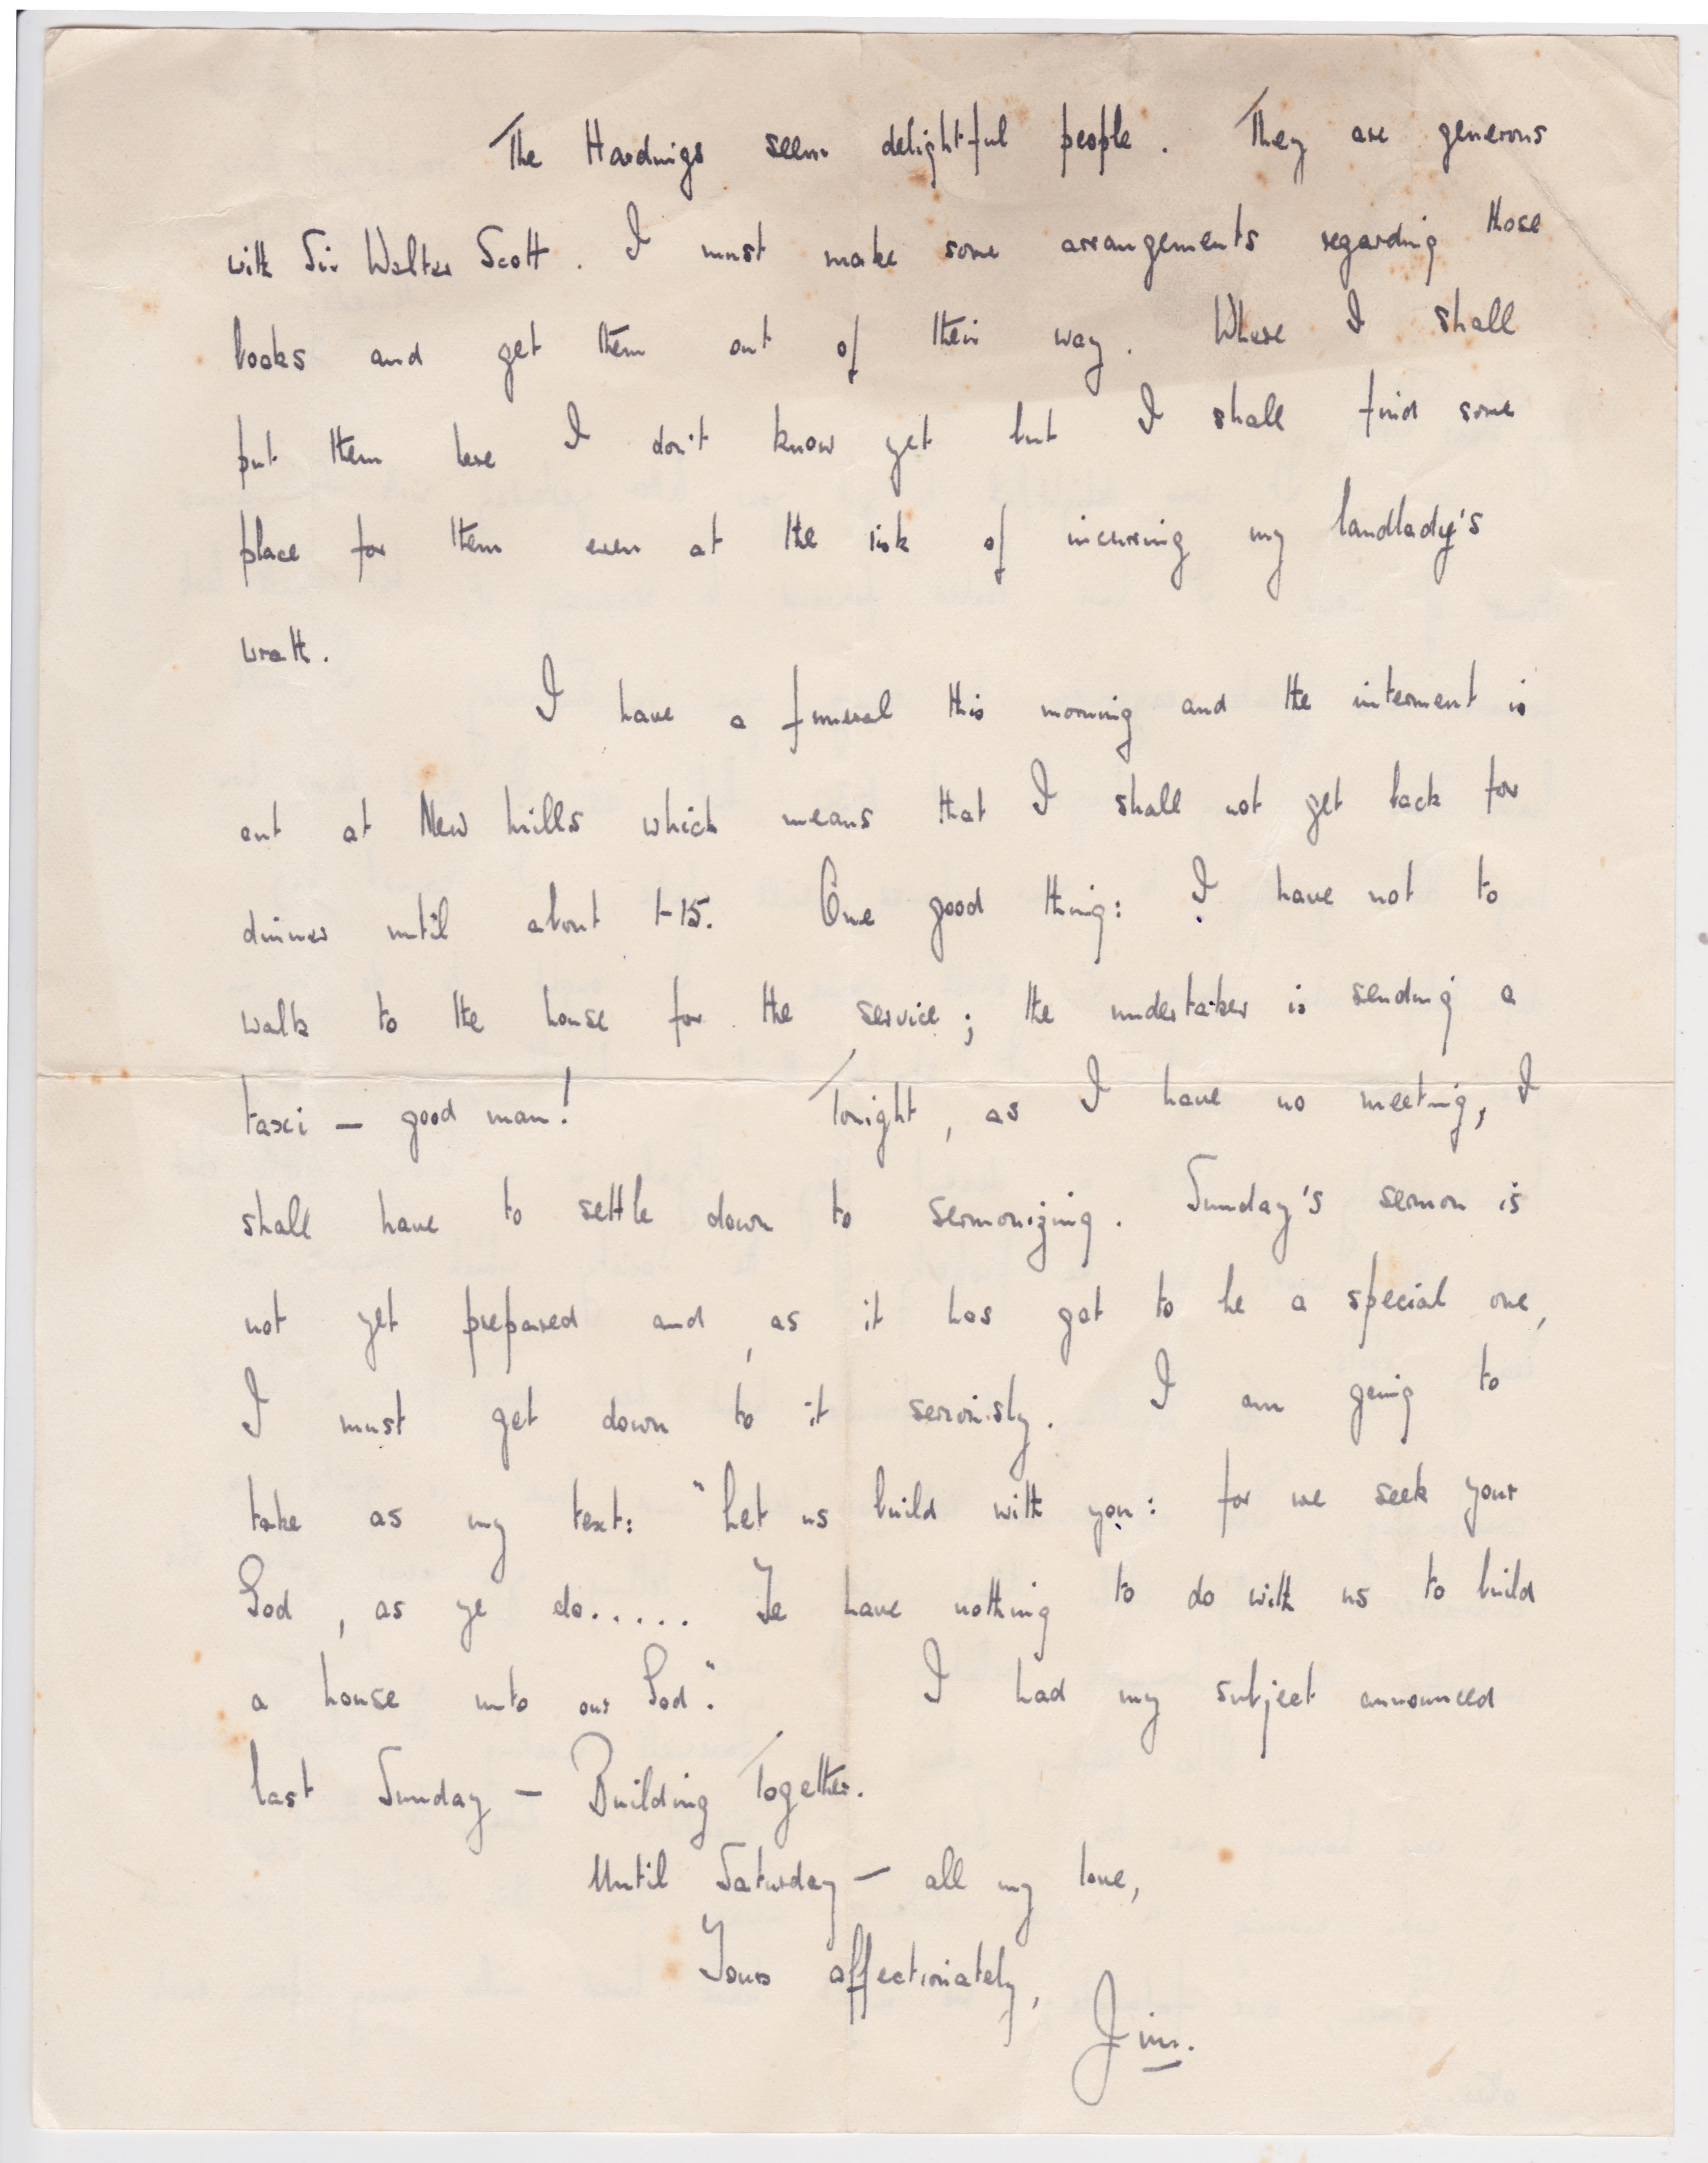 The Hardings seem delightful people. They are generous
with Sir Walter Scott. I must make some arrangements regarding those
books and get them out of their way. Where I shall
put them here I don't know yet but I shall find some
place for them even at the risk of incurring my landlady's
wrath.
I have a funeral this morning and the interment is
out at New Mills which means that I shall not get back for
dinner until about 1-15. One good thing: I have not to
walk to the house for the service; the undertaker is sending a
taxi — good man! Tonight, as I have no meeting, I
shall have to settle down to sermonizing. Sunday's sermon is
not yet prepared and, as it has got to be a special one,
I must get down to it seriously. I am going to
take as my text: "Let us build with you: for we seek your
God, as ye do..... Ye have nothing to do with us to build
a house unto our God." I had my subject announced
last Sunday — Building Together.
Until Saturday — all my love,
Yours affectionately,
Jim.